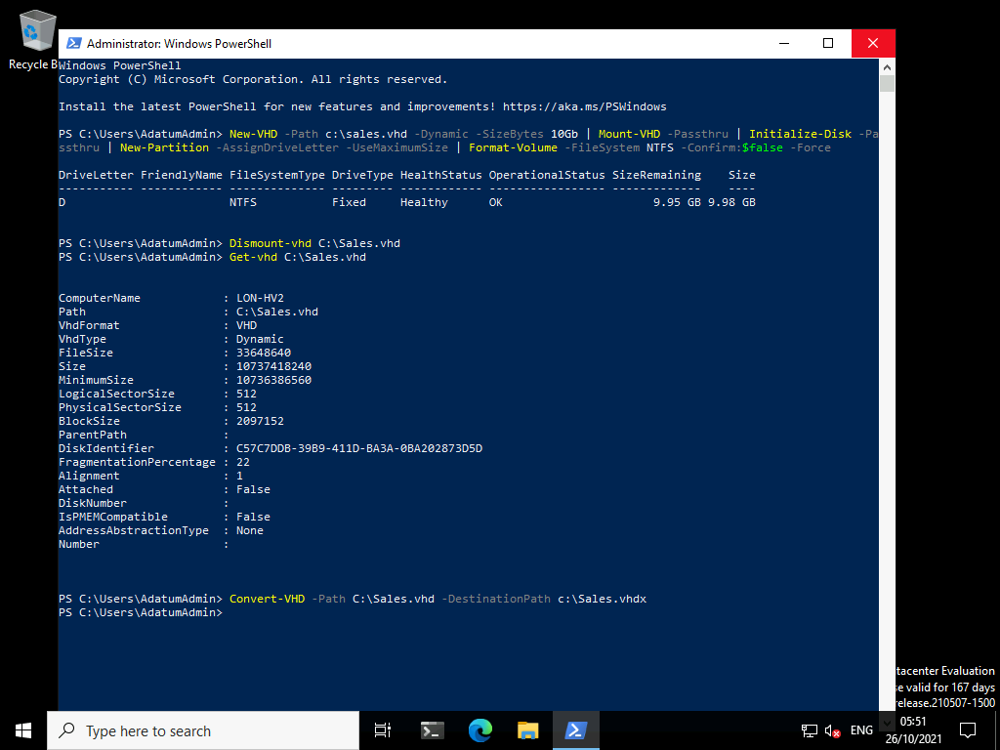 Recycle B
Administrator: Windows PowerShell
Windows PowerShell
Copyright (C) Microsoft Corporation. All rights reserved.
Install the latest PowerShell for new features and improvements! https://aka.ms/PSWindows
PS C:\Users\AdatumAdmin> New-VHD -Path c:\sales.vhd -Dynamic -SizeBytes 10Gb | Mount-VHD -Passthru | Initialize-Disk -Pa
ssthru | New-Partition -AssignDriveLetter -UseMaximumSize | Format-Volume -FileSystem NTFS -Confirm:$false -Force
DriveLetter FriendlyName FileSystemType DriveType HealthStatus OperationalStatus SizeRemaining    Size
----------- ------------ -------------- --------- ------------ ----------------- -------------    ----
D                        NTFS           Fixed     Healthy      OK                      9.95 GB 9.98 GB
PS C:\Users\AdatumAdmin> Dismount-vhd C:\Sales.vhd
PS C:\Users\AdatumAdmin> Get-vhd C:\Sales.vhd
ComputerName            : LON-HV2
Path                    : C:\Sales.vhd
VhdFormat               : VHD
VhdType                 : Dynamic
FileSize                : 33648640
Size                    : 10737418240
MinimumSize             : 10736386560
LogicalSectorSize       : 512
PhysicalSectorSize      : 512
BlockSize               : 2097152
ParentPath              :
DiskIdentifier          : C57C7DDB-39B9-411D-BA3A-0BA202873D5D
FragmentationPercentage : 22
Alignment               : 1
Attached                : False
DiskNumber              :
IsPMEMCompatible        : False
AddressAbstractionType  : None
Number                  :
PS C:\Users\AdatumAdmin> Convert-VHD -Path C:\Sales.vhd -DestinationPath c:\Sales.vhdx
PS C:\Users\AdatumAdmin>
tacenter Evaluation
se valid for 167 days
release.210507-1500
Type here to search
ENG
05:51
26/10/2021